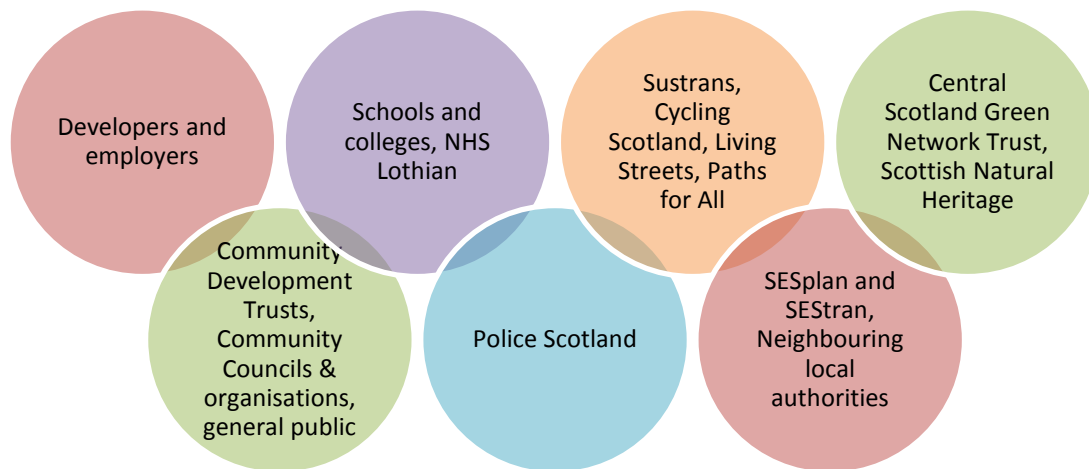 Developers and
employers
Schools and
colleges, NHS
Lothian
Sustrans,
Cycling
Scotland, Living
Streets, Paths
for All
Central
Scotland Green
Network Trust,
Scottish Natural
Heritage
Community
Development
Trusts,
Community
Councils &
organisations,
general public
Police Scotland
SESplan and
SEStran,
Neighbouring
local
authorities